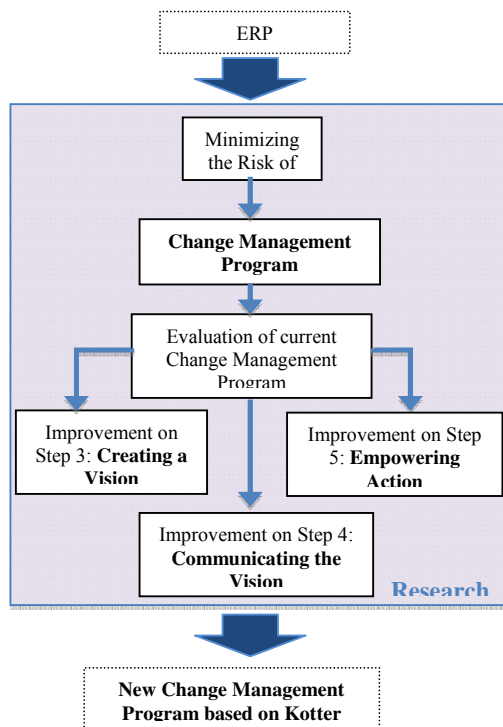 ERP
Minimizing
the Risk of
Change Management
Program
Evaluation of current
Change Management
Program
Improvement on
Step 3: Creating a
Vision
Improvement on Step
5: Empowering
Action
Improvement on Step 4:
Communicating the
Vision
Research
New Change Management
Program based on Kotter